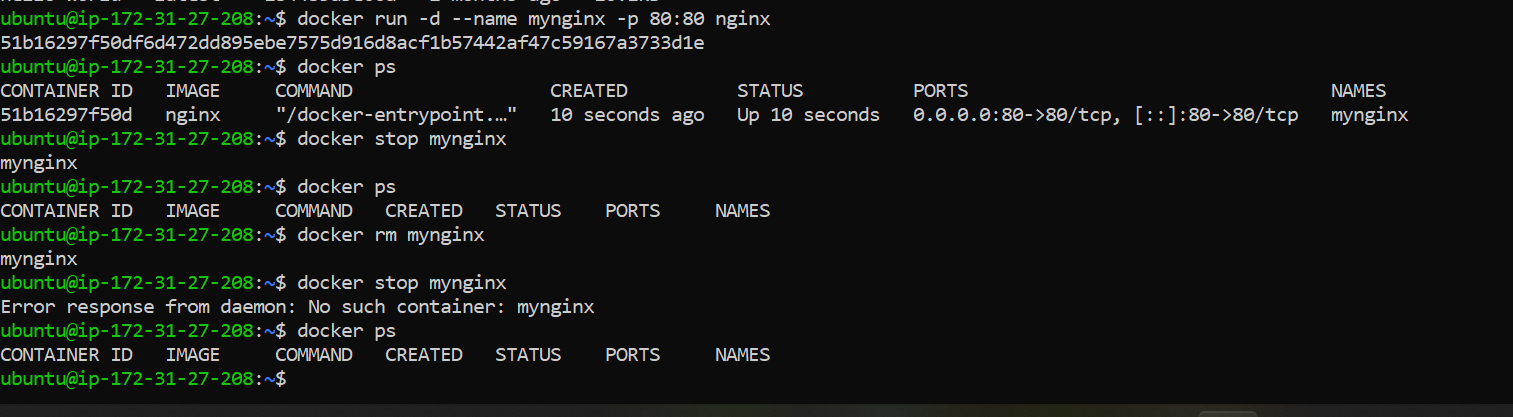 ubuntu@ip-172-31-27-208:~$ docker run -d --name mynginx -p 80:80 nginx
51b16297f50df6d472dd895ebe7575d916d8acf1b57442af47c59167a3733d1e
ubuntu@ip-172-31-27-208:~$ docker ps
CONTAINER ID   IMAGE     COMMAND                  CREATED          STATUS          PORTS                                 NAMES
51b16297f50d   nginx     "/docker-entrypoint.…"   10 seconds ago   Up 10 seconds   0.0.0.0:80->80/tcp, [::]:80->80/tcp   mynginx
ubuntu@ip-172-31-27-208:~$ docker stop mynginx
mynginx
ubuntu@ip-172-31-27-208:~$ docker ps
CONTAINER ID   IMAGE     COMMAND   CREATED   STATUS    PORTS     NAMES
ubuntu@ip-172-31-27-208:~$ docker rm mynginx
mynginx
ubuntu@ip-172-31-27-208:~$ docker stop mynginx
Error response from daemon: No such container: mynginx
ubuntu@ip-172-31-27-208:~$ docker ps
CONTAINER ID   IMAGE     COMMAND   CREATED   STATUS    PORTS     NAMES
ubuntu@ip-172-31-27-208:~$